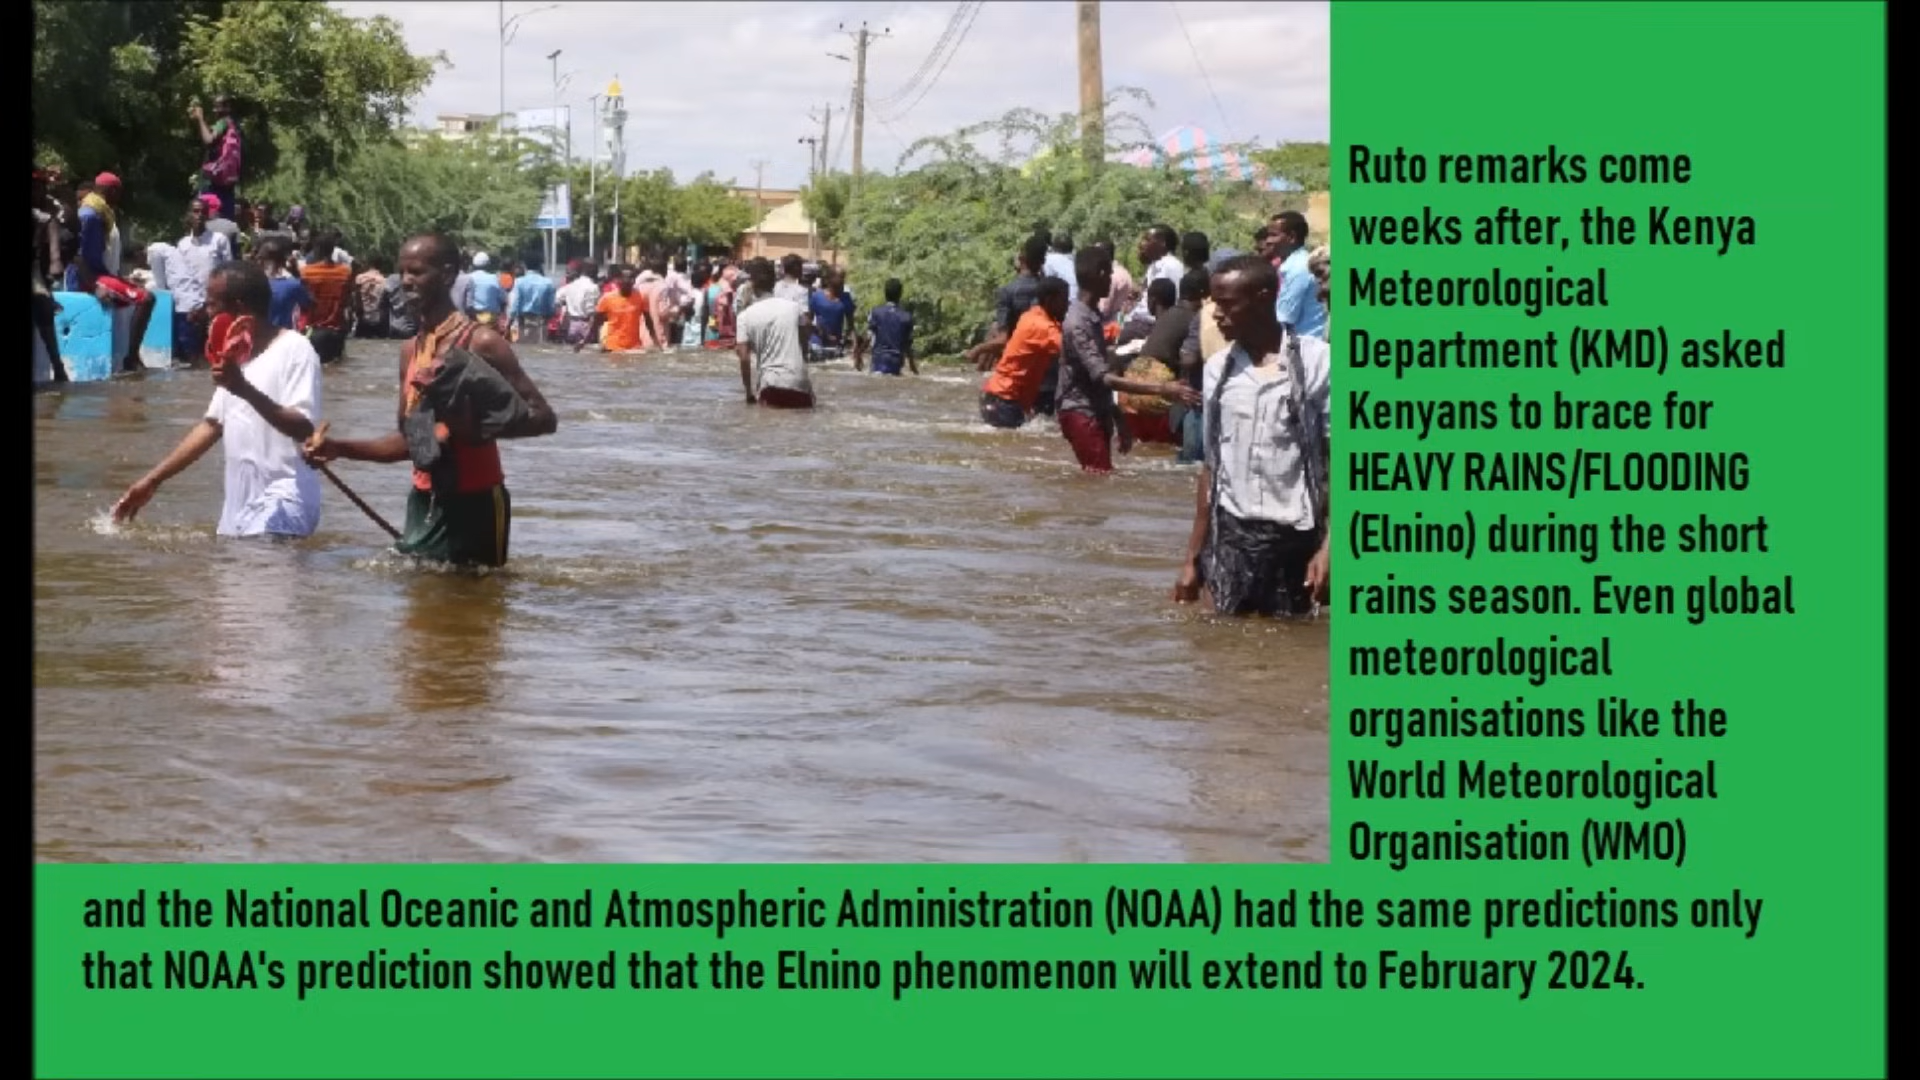 Ruto remarks come
weeks after, the Kenya
Meteorological
Department (KMD) asked
Kenyans to brace for
HEAVY RAINS/FLOODING
(Elnino) during the short
rains season. Even global
meteorological
organisations like the
World Meteorological
Organisation (WMO)
and the National Oceanic and Atmospheric Administration (NOAA) had the same predictions only
that NOAA's prediction showed that the Elnino phenomenon will extend to February 2024.